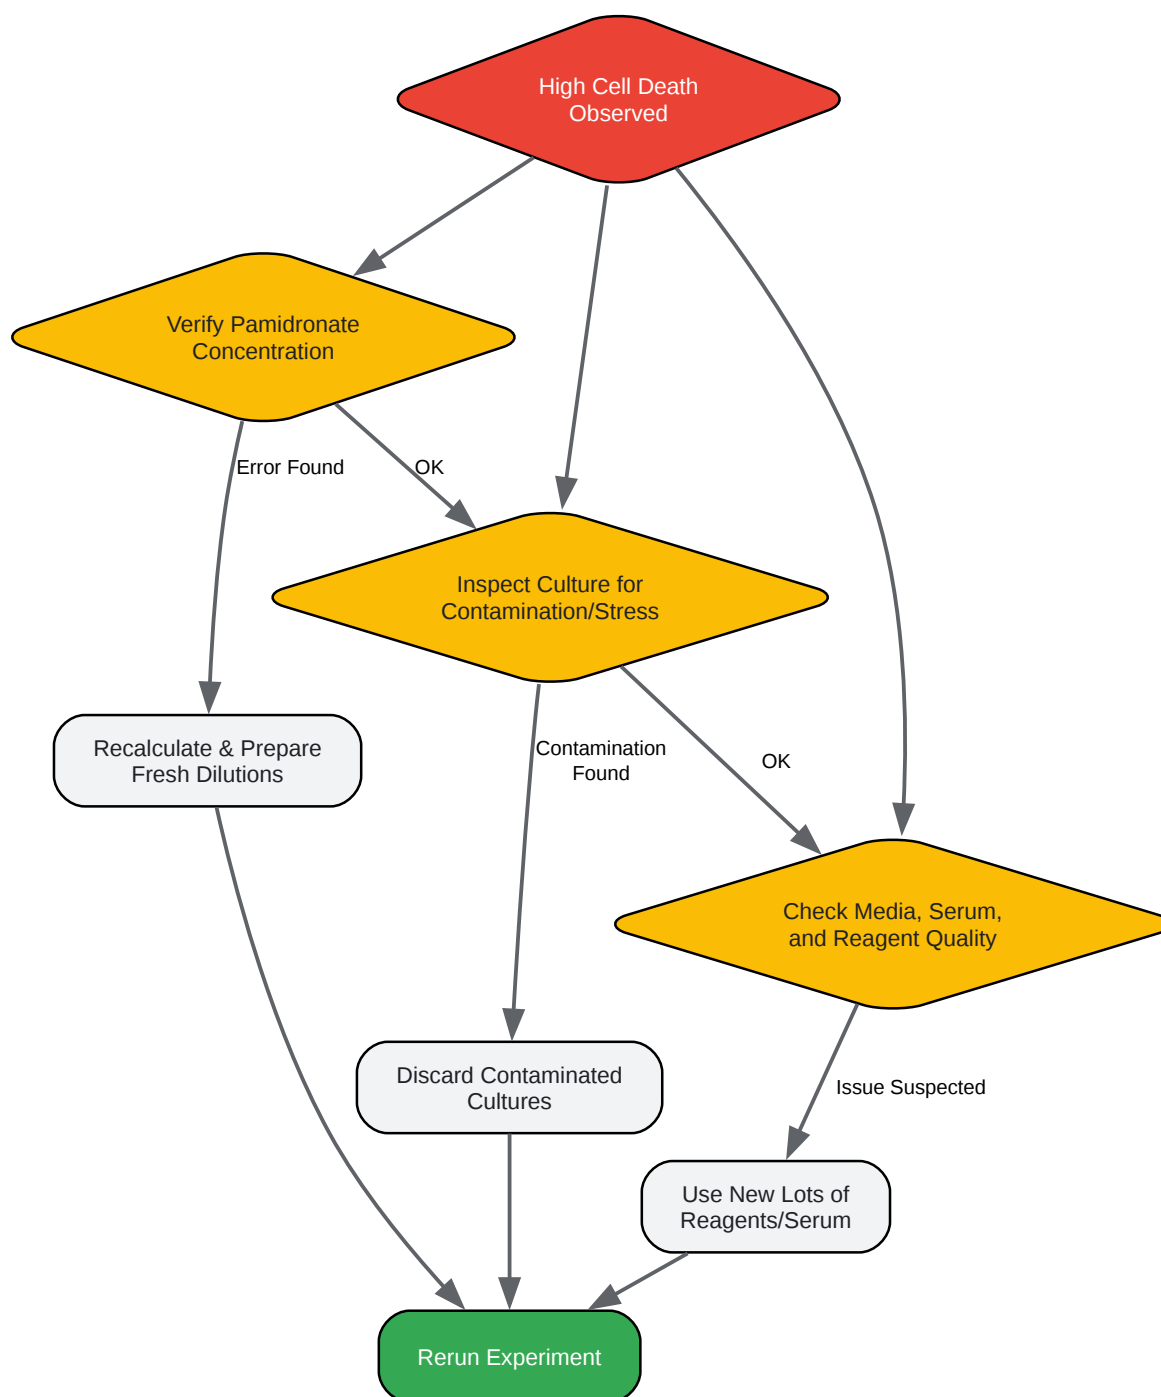 High Cell Death
Observed
Verify Pamidronate
Concentration
Error Found
OK
Inspect Culture for
Contamination/Stress
Recalculate & Prepare
Fresh Dilutions
Contamination
Found
OK
Check Media, Serum,
and Reagent Quality
Discard Contaminated
Cultures
Issue Suspected
Use New Lots of
Reagents/Serum
Rerun Experiment